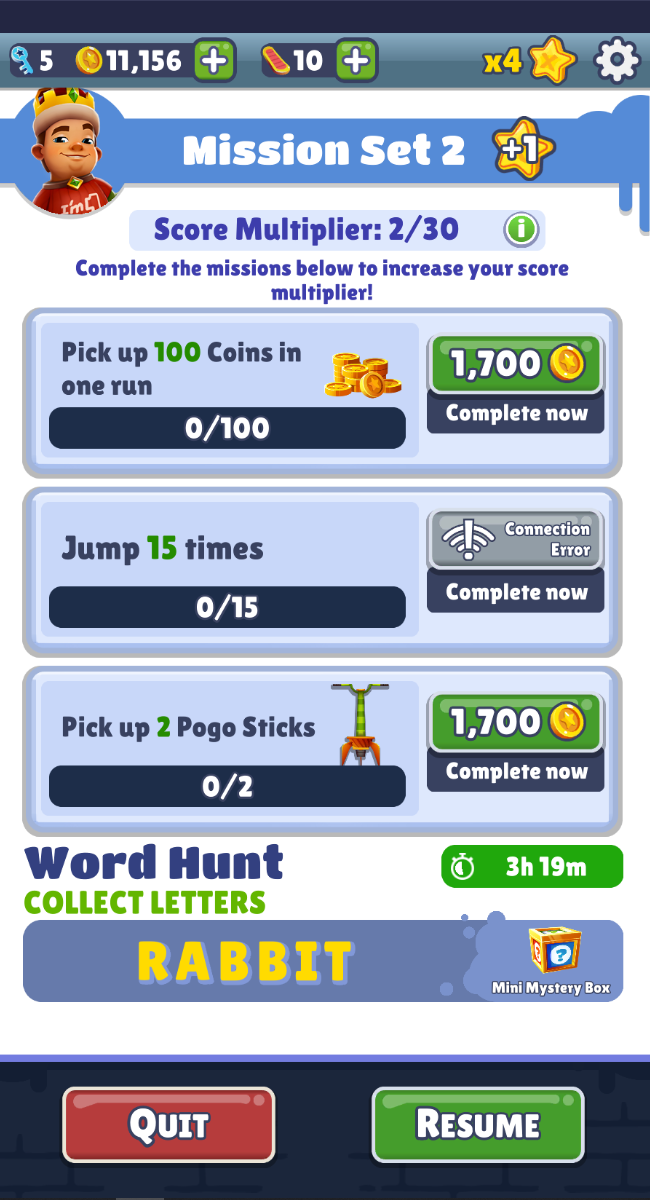 5
11,156
10
x4
Mission Set 2
+1
Score Multiplier: 2/30
i
Complete the missions below to increase your score
multiplier!
Pick up 100 Coins in
one run
0/100
1,700
Complete now
Jump 15 times
0/15
Connection
Error
Complete now
Pick up 2 Pogo Sticks
0/2
1,700
Complete now
Word Hunt
3h 19m
COLLECT LETTERS
RABBIT
?
Mini Mystery Box
QUIT
RESUME